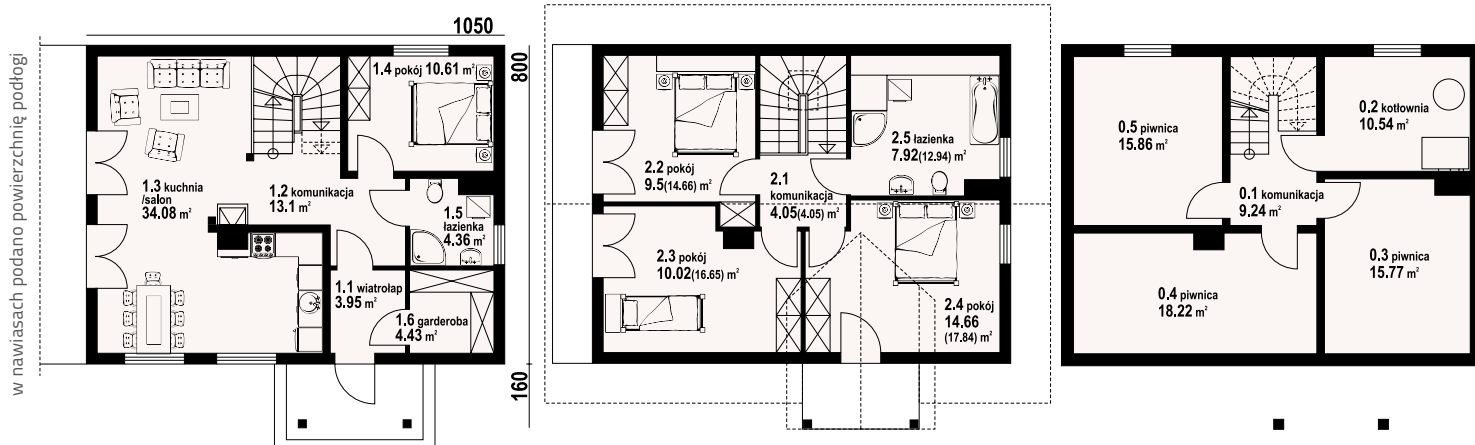 w nawiasach podano powierzchnię podłogi
1050
800
160
1.4 pokój 10.61 m²
1.3 kuchnia
/salon
34.08 m²
1.2 komunikacja
13.1 m²
1.5
łazienka
4.36 m²
1.1 wiatrołap
3.95 m²
1.6 garderoba
4.43 m²
2.2 pokój
9.5(14.66) m²
2.5 łazienka
7.92(12.94) m²
2.1
komunikacja
4.05(4.05) m²
2.3 pokój
10.02(16.65) m²
2.4 pokój
14.66
(17.84) m²
0.5 piwnica
15.86 m²
0.2 kotłownia
10.54 m²
0.1 komunikacja
9.24 m²
0.3 piwnica
15.77 m²
0.4 piwnica
18.22 m²